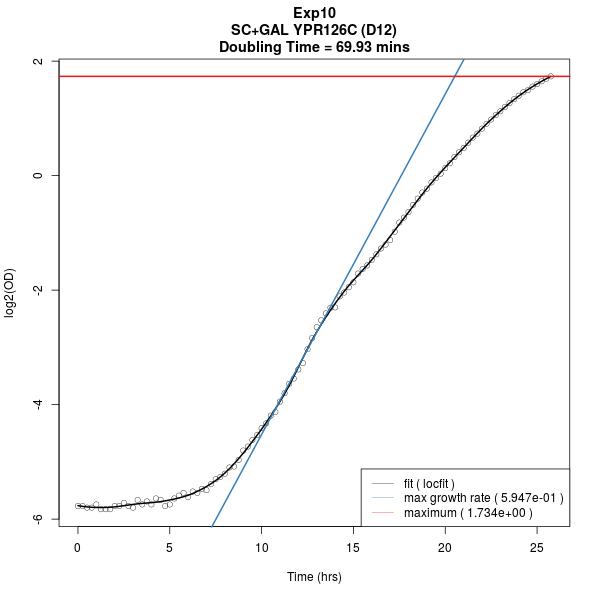 Exp10
SC+GAL YPR126C (D12)
Doubling Time = 69.93 mins
2
0
-2
-4
-6
log2(OD)
fit ( locfit )
max growth rate ( 5.947e-01 )
maximum ( 1.734e+00 )
0 5 10 15 20 25
Time (hrs)